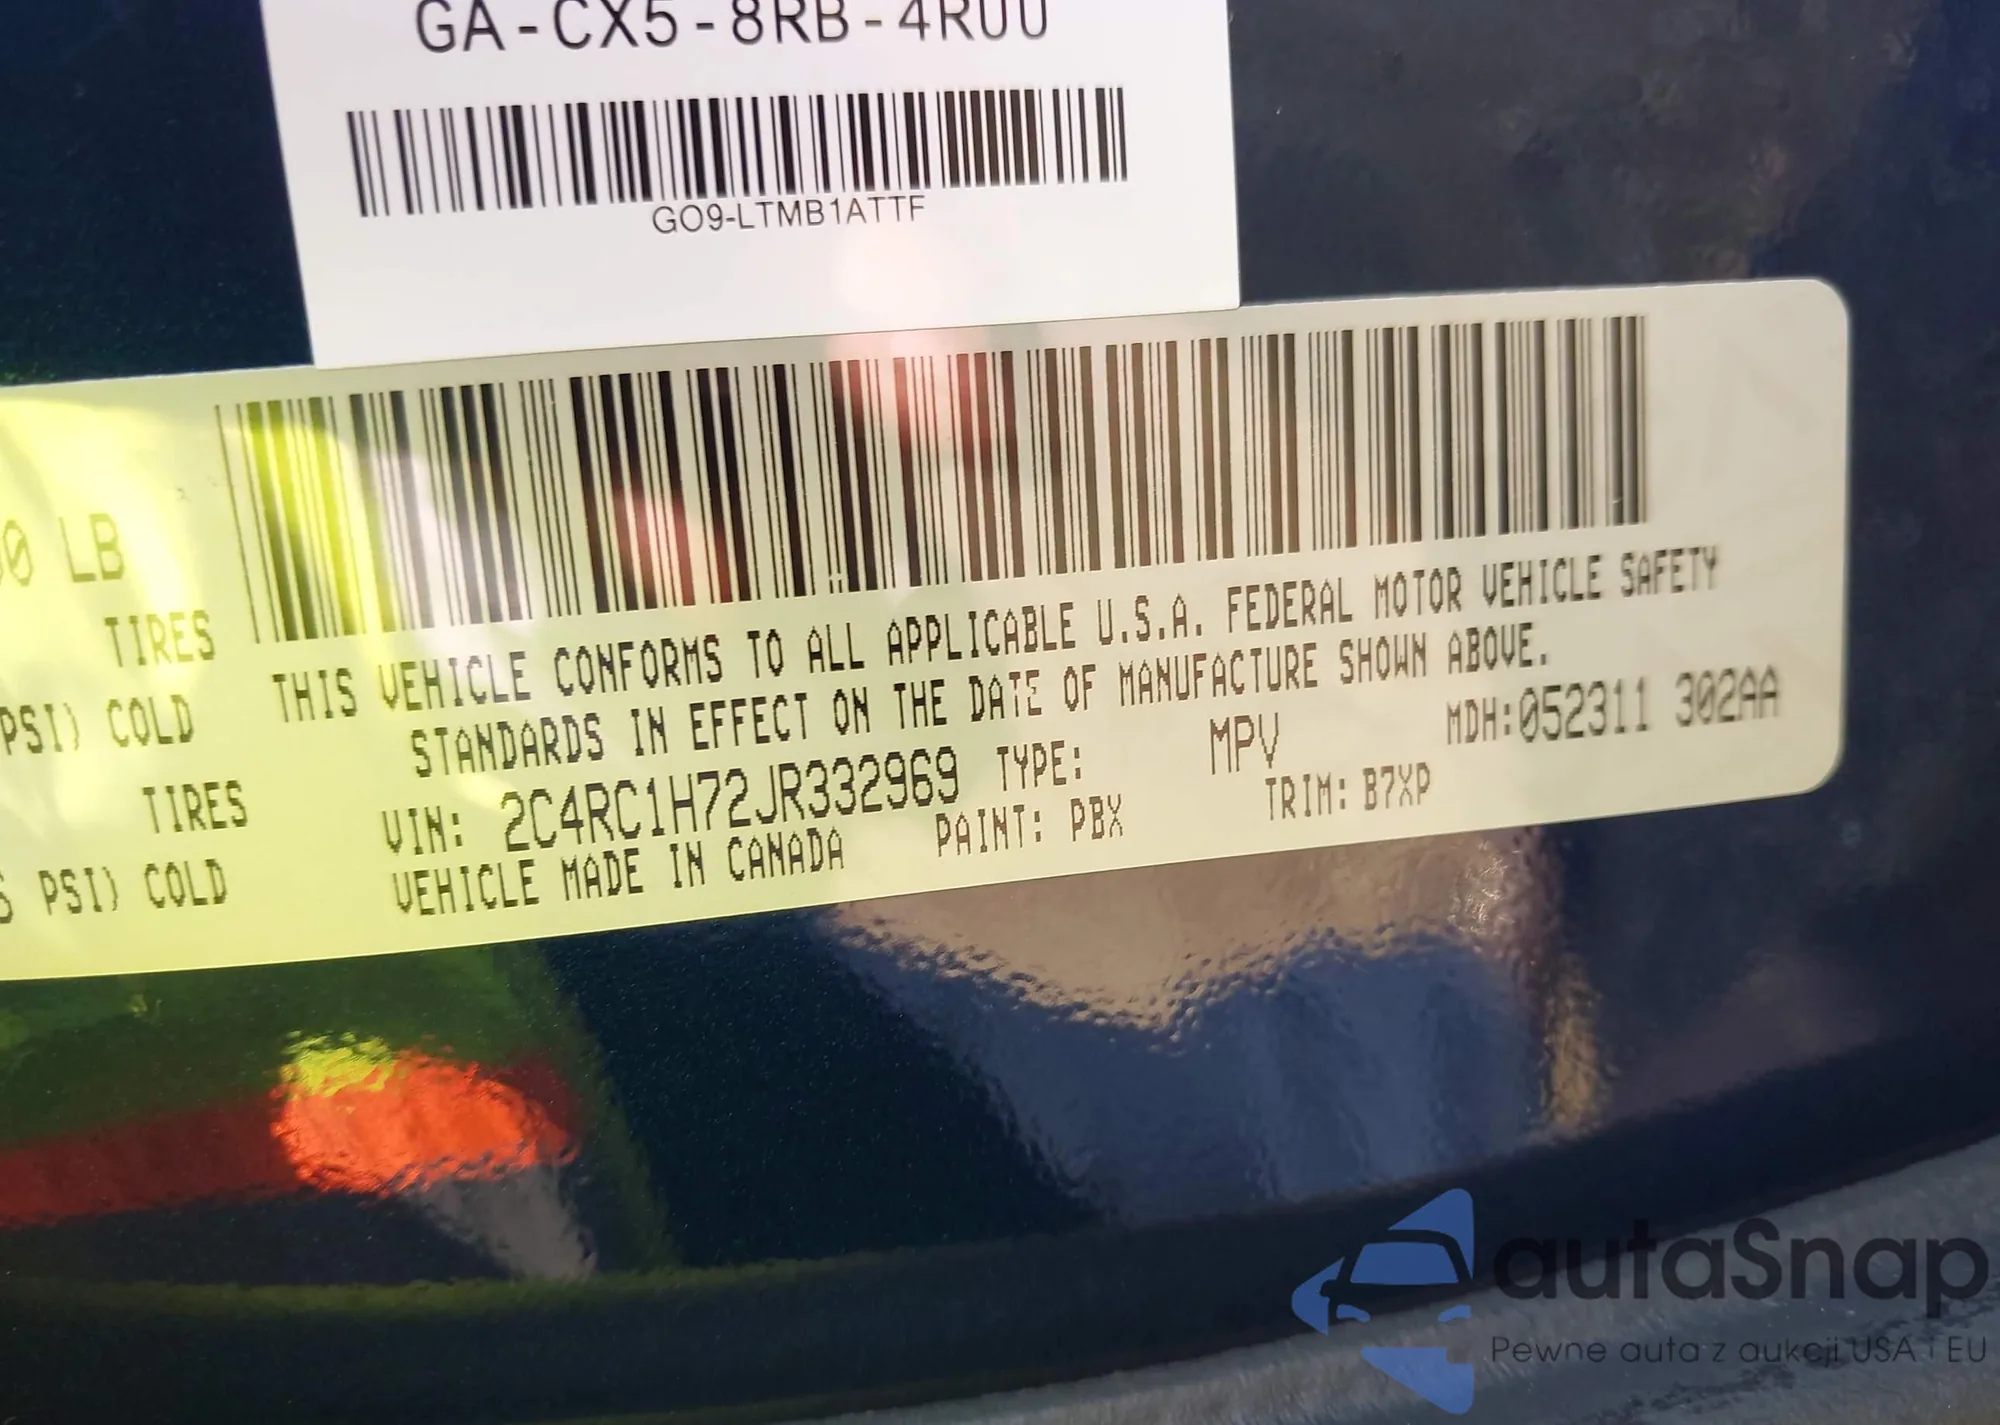 GA-CX5-8RB-4R00
GO9-LTMB1ATTF
LB
TIRES
PSI) COLD
TIRES
PSI) COLD
THIS VEHICLE CONFORMS TO ALL APPLICABLE U.S.A. FEDERAL MOTOR VEHICLE SAFETY
STANDARDS IN EFFECT ON THE DATE OF MANUFACTURE SHOWN ABOVE.
VIN: 2C4RC1H72JR332969 TYPE: MPV MDH:052311 302AA
VEHICLE MADE IN CANADA PAINT: PBX TRIM: B7XP
autaSnap
Pewne auta z aukcji USA i EU